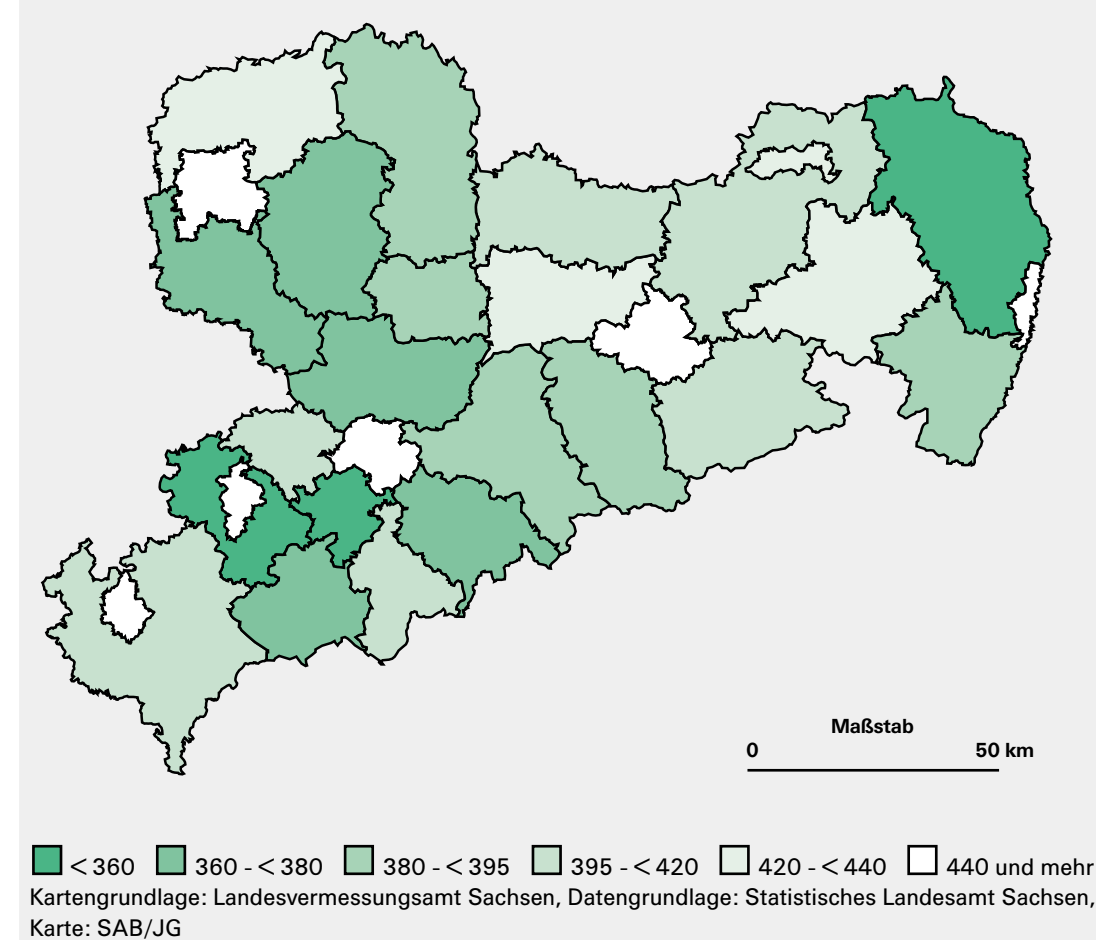 Maßstab
0 50 km
< 360 360 - < 380 380 - < 395 395 - < 420 420 - < 440 440 und mehr
Kartengrundlage: Landesvermessungsamt Sachsen, Datengrundlage: Statistisches Landesamt Sachsen,
Karte: SAB/JG